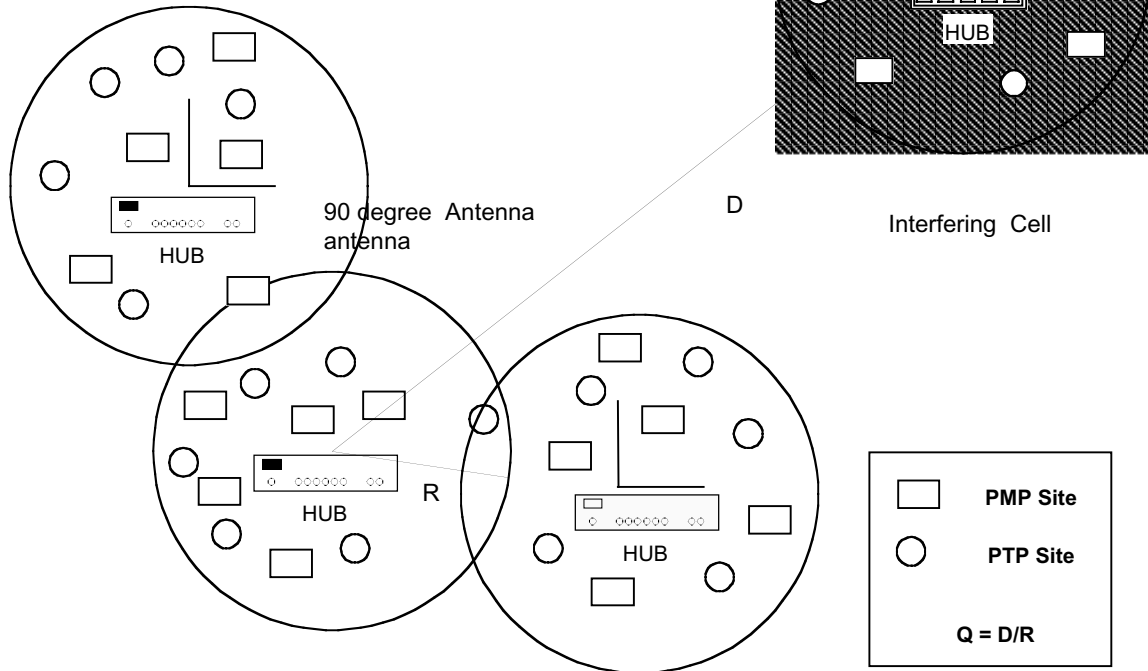 HUB
HUB
90 degree Antenna
antenna
D
Interfering Cell
HUB
R
HUB
PMP Site
PTP Site
Q = D/R